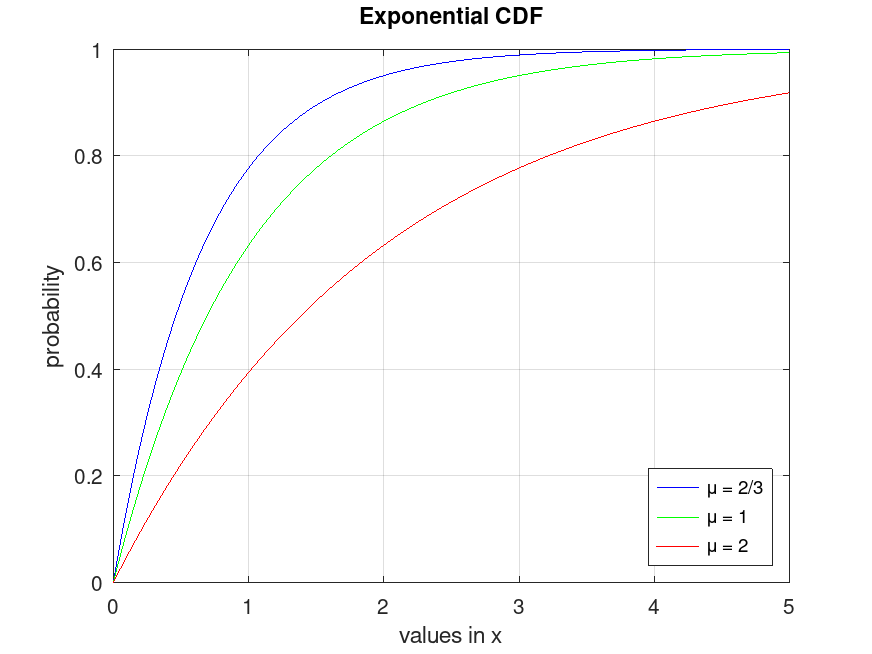 Exponential CDF
1
0.8
0.6
0.4
0.2
0
probability
0 1 2 3 4 5
values in x
μ = 2/3
μ = 1
μ = 2